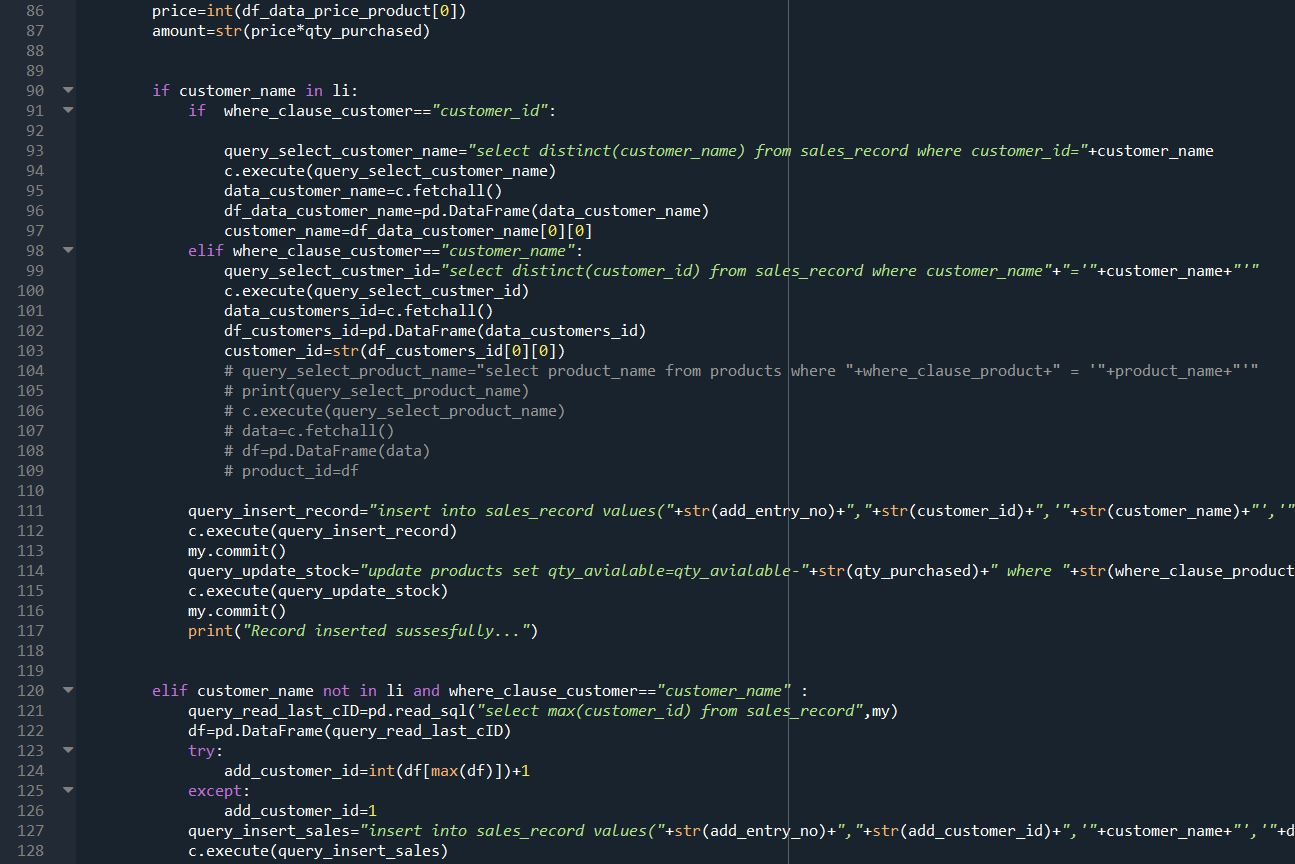 86 price=int(df_data_price_product[0])
87 amount=str(price*qty_purchased)
88
89
90 if customer_name in li:
91 if  where_clause_customer=="customer_id":
92
93 query_select_customer_name="select distinct(customer_name) from sales_record where customer_id="+customer_name
94 c.execute(query_select_customer_name)
95 data_customer_name=c.fetchall()
96 df_data_customer_name=pd.DataFrame(data_customer_name)
97 customer_name=df_data_customer_name[0][0]
98 elif where_clause_customer=="customer_name":
99 query_select_custmer_id="select distinct(customer_id) from sales_record where customer_name"+"='"+customer_name+"'"
100 c.execute(query_select_custmer_id)
101 data_customers_id=c.fetchall()
102 df_customers_id=pd.DataFrame(data_customers_id)
103 customer_id=str(df_customers_id[0][0])
104 # query_select_product_name="select product_name from products where "+where_clause_product+" = '"+product_name+"'"
105 # print(query_select_product_name)
106 # c.execute(query_select_product_name)
107 # data=c.fetchall()
108 # df=pd.DataFrame(data)
109 # product_id=df
110
111 query_insert_record="insert into sales_record values("+str(add_entry_no)+","+str(customer_id)+",'"+str(customer_name)+"','"
112 c.execute(query_insert_record)
113 my.commit()
114 query_update_stock="update products set qty_avialable=qty_avialable-"+str(qty_purchased)+" where "+str(where_clause_product
115 c.execute(query_update_stock)
116 my.commit()
117 print("Record inserted sussesfully...")
118
119
120 elif customer_name not in li and where_clause_customer=="customer_name" :
121 query_read_last_cID=pd.read_sql("select max(customer_id) from sales_record",my)
122 df=pd.DataFrame(query_read_last_cID)
123 try:
124 add_customer_id=int(df[max(df)])+1
125 except:
126 add_customer_id=1
127 query_insert_sales="insert into sales_record values("+str(add_entry_no)+","+str(add_customer_id)+",'"+customer_name+"','"+d
128 c.execute(query_insert_sales)